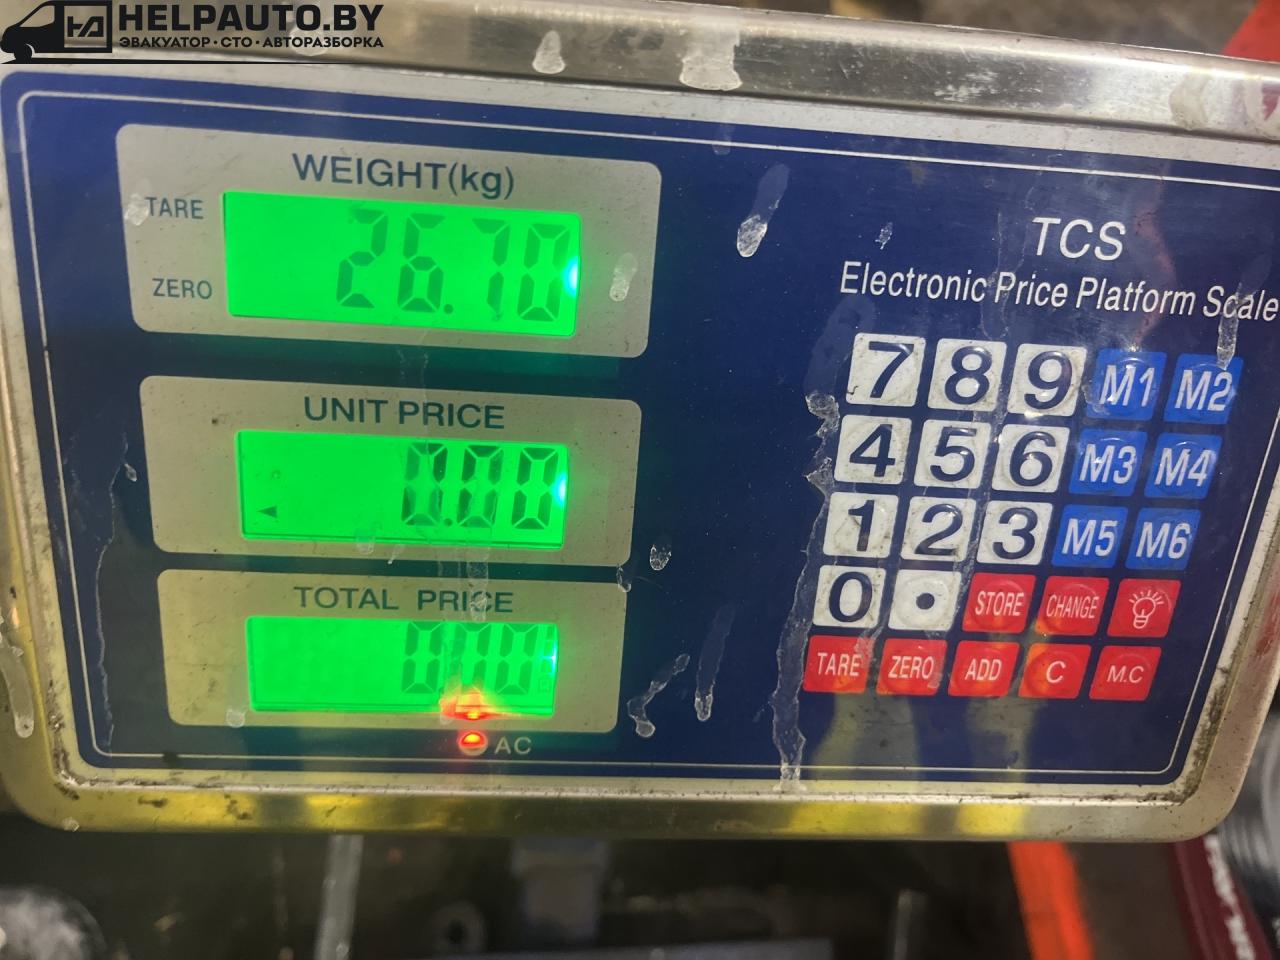 HELPAUTO.BY
ЭВАКУАТОР • СТО • АВТОРАЗБОРКА
WEIGHT(kg)
TARE
ZERO
26.70
UNIT PRICE
0.00
TOTAL PRICE
0.00
AC
TCS
Electronic Price Platform Scale
7 8 9 M1 M2
4 5 6 M3 M4
1 2 3 M5 M6
0 • STORE CHANGE
TARE ZERO ADD C M.C